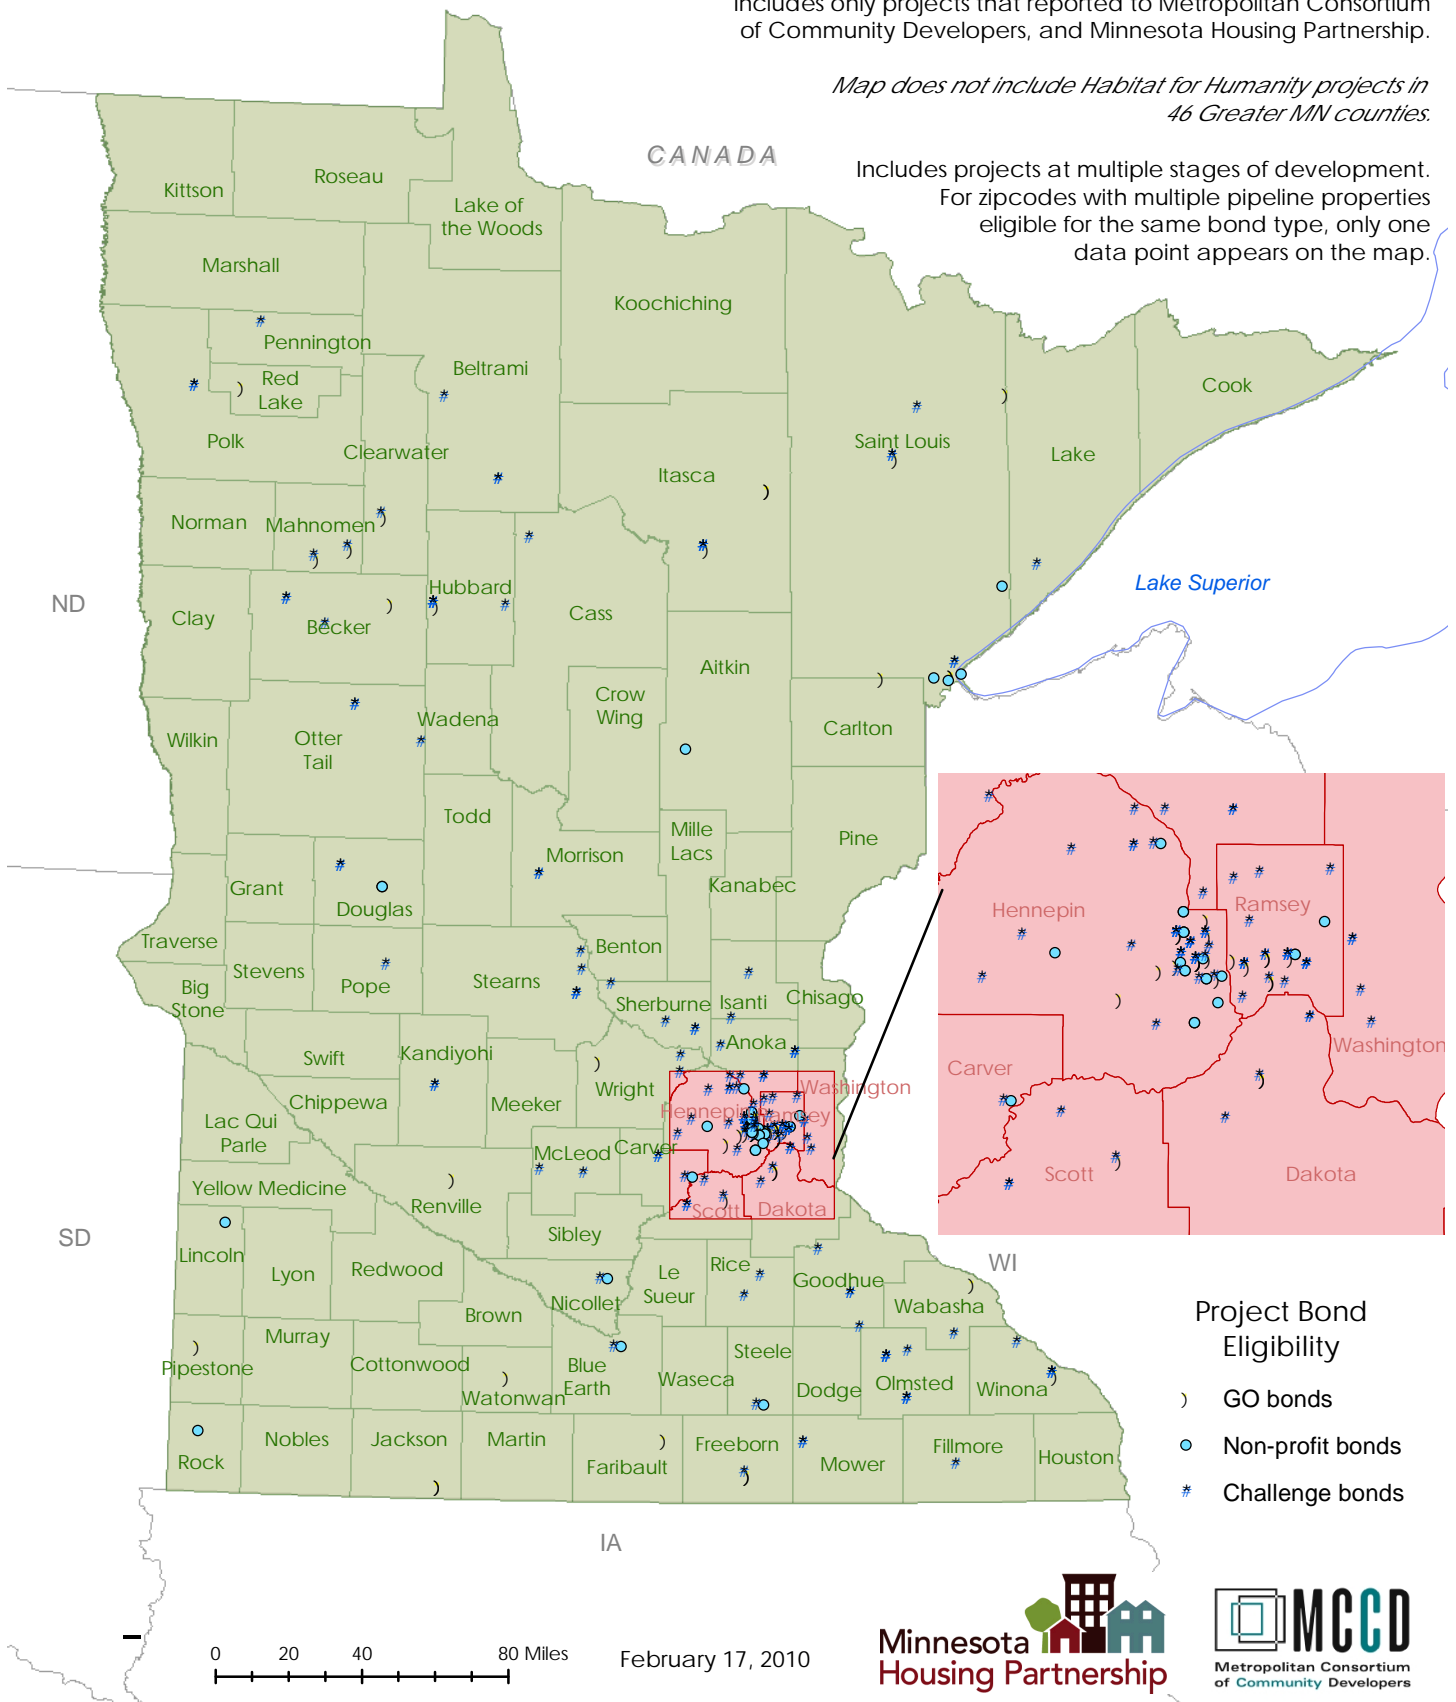 Includes only projects that reported to Metropolitan Consortium
of Community Developers, and Minnesota Housing Partnership.
Map does not include Habitat for Humanity projects in
46 Greater MN counties.
Includes projects at multiple stages of development.
For zipcodes with multiple pipeline properties
eligible for the same bond type, only one
data point appears on the map.
CANADA
Kittson
Roseau
Lake of
the Woods
Marshall
Koochiching
Pennington
Beltrami
Red
Lake
Cook
Polk
Clearwater
Saint Louis
Itasca
Lake
Norman
Mahnomen
Lake Superior
ND
Hubbard
Clay
Becker
Cass
Aitkin
Crow
Wing
Wadena
Wilkin
Otter
Tail
Carlton
Todd
Mille
Lacs
Pine
Morrison
Grant
Kanabec
Douglas
Traverse
Benton
Stevens
Stearns
Big
Stone
Pope
Sherburne
Isanti
Chisago
Swift
Kandiyohi
Anoka
Wright
Washington
Chippewa
Meeker
Hennepin
Ramsey
Lac Qui
Parle
McLeod
Carver
Yellow Medicine
Renville
Scott
Dakota
Hennepin
Ramsey
Washington
Carver
Scott
Dakota
SD
Sibley
Lincoln
Lyon
Redwood
Le
Sueur
Rice
Goodhue
WI
Nicollet
Brown
Wabasha
Murray
Pipestone
Cottonwood
Watonwan
Blue
Earth
Waseca
Steele
Dodge
Olmsted
Winona
Rock
Nobles
Jackson
Martin
Faribault
Freeborn
Mower
Fillmore
Houston
Project Bond
Eligibility
GO bonds
Non-profit bonds
Challenge bonds
IA
0 20 40 80 Miles
February 17, 2010
Minnesota
Housing Partnership
MCCD
Metropolitan Consortium
of Community Developers